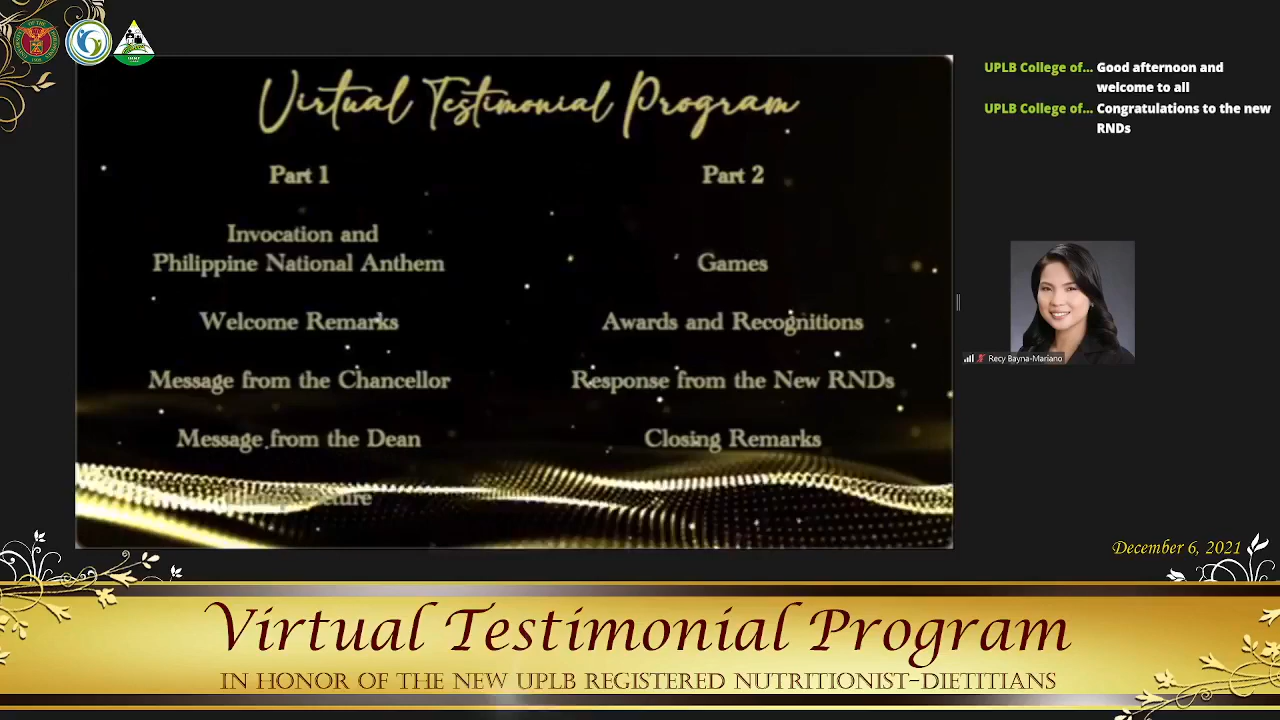 Virtual Testimonial Program
Part 1
Invocation and
Philippine National Anthem
Welcome Remarks
Message from the Chancellor
Message from the Dean
Part 2
Games
Awards and Recognitions
Response from the New RNDs
Closing Remarks
UPLB College of... Good afternoon and
welcome to all
UPLB College of... Congratulations to the new
RNDs
Recy Bayna-Mariano
December 6, 2021
Virtual Testimonial Program
IN HONOR OF THE NEW UPLB REGISTERED NUTRITIONIST-DIETITIANS